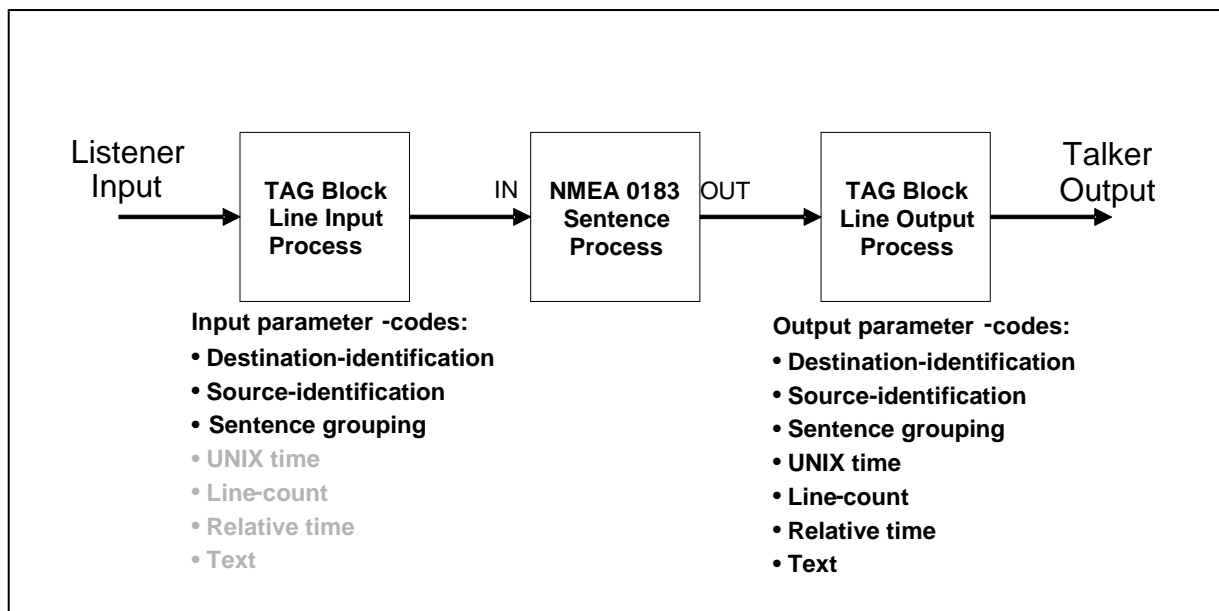 Listener
Input
TAG Block
Line Input
Process
IN
NMEA 0183
Sentence
Process
OUT
TAG Block
Line Output
Process
Talker
Output
Input parameter -codes:
• Destination-identification
• Source-identification
• Sentence grouping
• UNIX time
• Line-count
• Relative time
• Text
Output parameter -codes:
• Destination-identification
• Source-identification
• Sentence grouping
• UNIX time
• Line-count
• Relative time
• Text